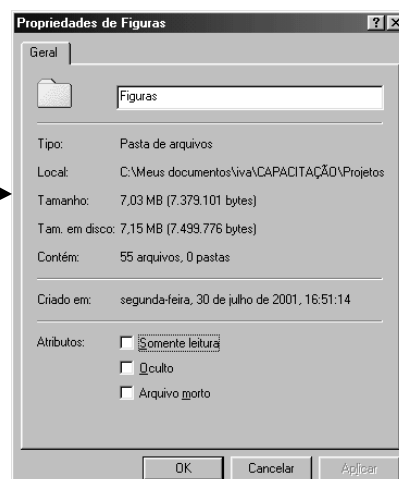 Propriedades de Figuras
Geral
Figuras
Tipo: Pasta de arquivos
Local: C:\Meus documentos\iva\CAPACITAÇÃO\Projetos
Tamanho: 7,03 MB (7.379.101 bytes)
Tam. em disco: 7,15 MB (7.499.776 bytes)
Contém: 55 arquivos, 0 pastas
Criado em: segunda-feira, 30 de julho de 2001, 16:51:14
Atributos: Somente leitura
Oculto
Arquivo morto
OK Cancelar Aplicar